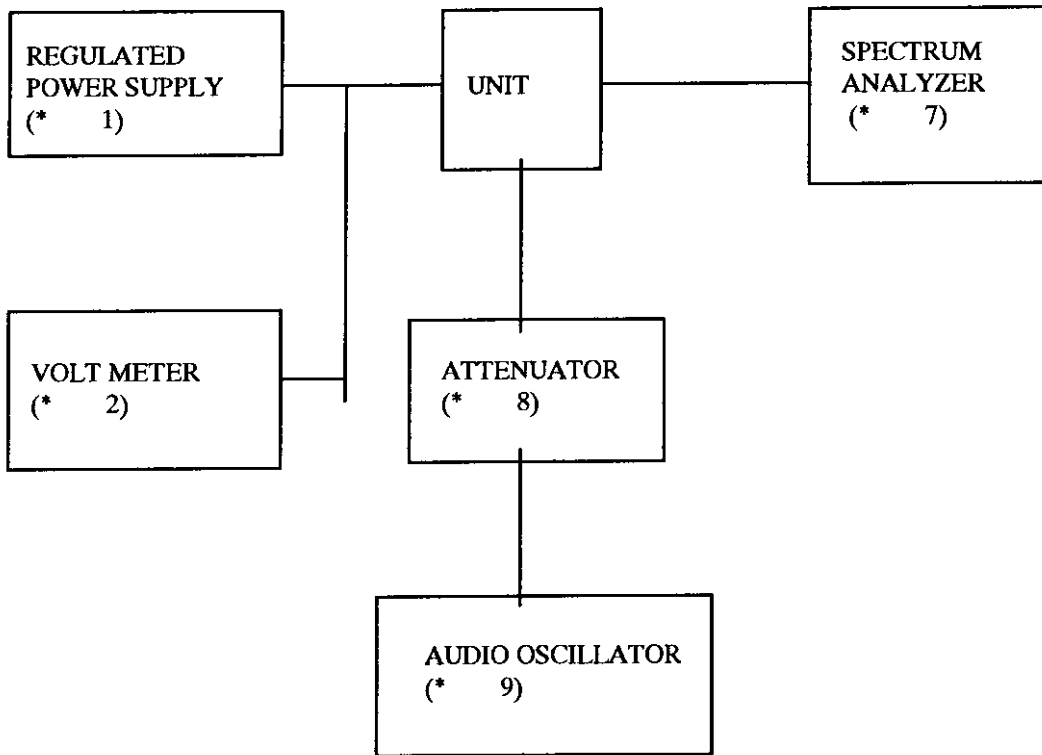 REGULATED
POWER SUPPLY
(* 1)
UNIT
SPECTRUM
ANALYZER
(* 7)
VOLT METER
(* 2)
ATTENUATOR
(* 8)
AUDIO OSCILLATOR
(* 9)